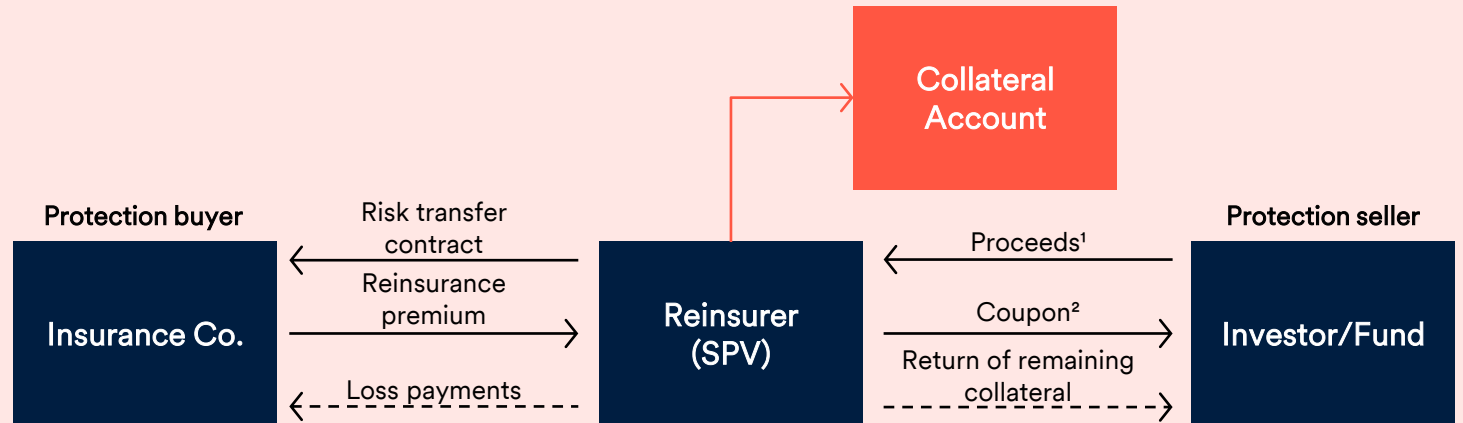 Collateral
Account
Protection buyer
Risk transfer
contract
Protection seller
Proceeds¹
Reinsurance
premium
Insurance Co.
Reinsurer
(SPV)
Coupon²
Investor/Fund
Return of remaining
collateral
Loss payments